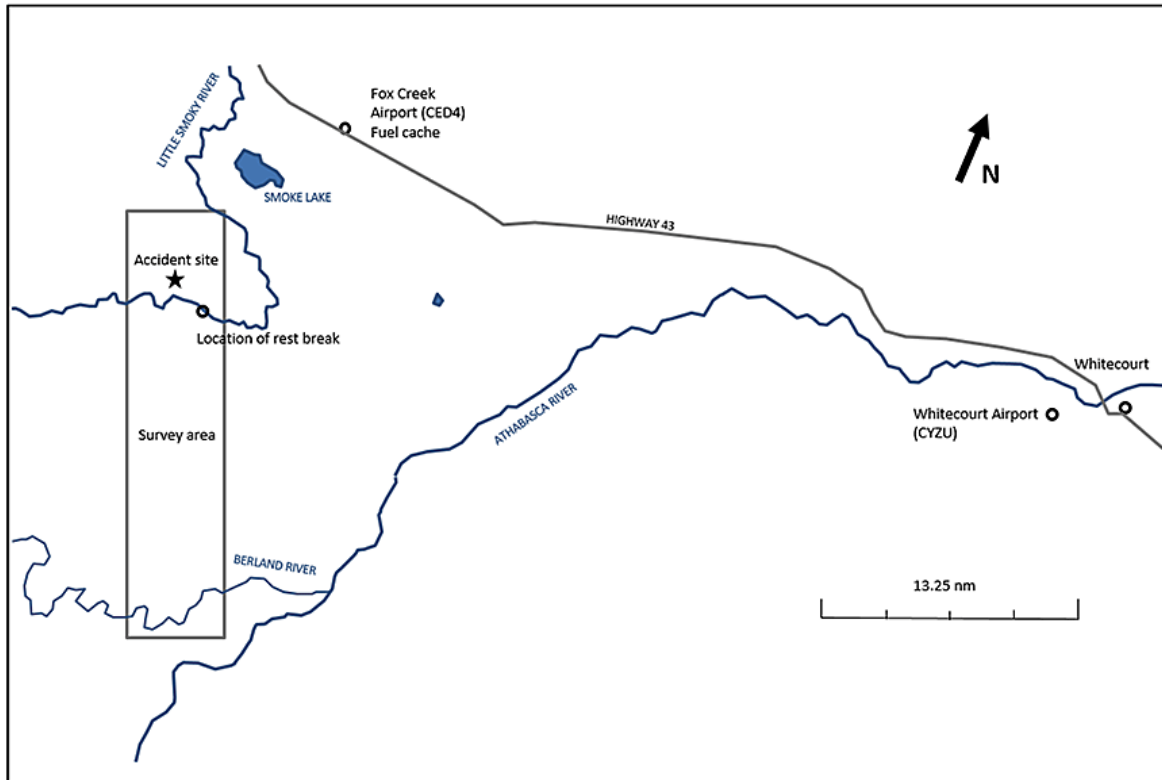 LITTLE SMOKY RIVER
Fox Creek
Airport (CED4)
Fuel cache
N
SMOKE LAKE
HIGHWAY 43
Accident site
Location of rest break
Whitecourt
Whitecourt Airport
(CYZU)
ATHABASCA RIVER
Survey area
BERLAND RIVER
13.25 nm